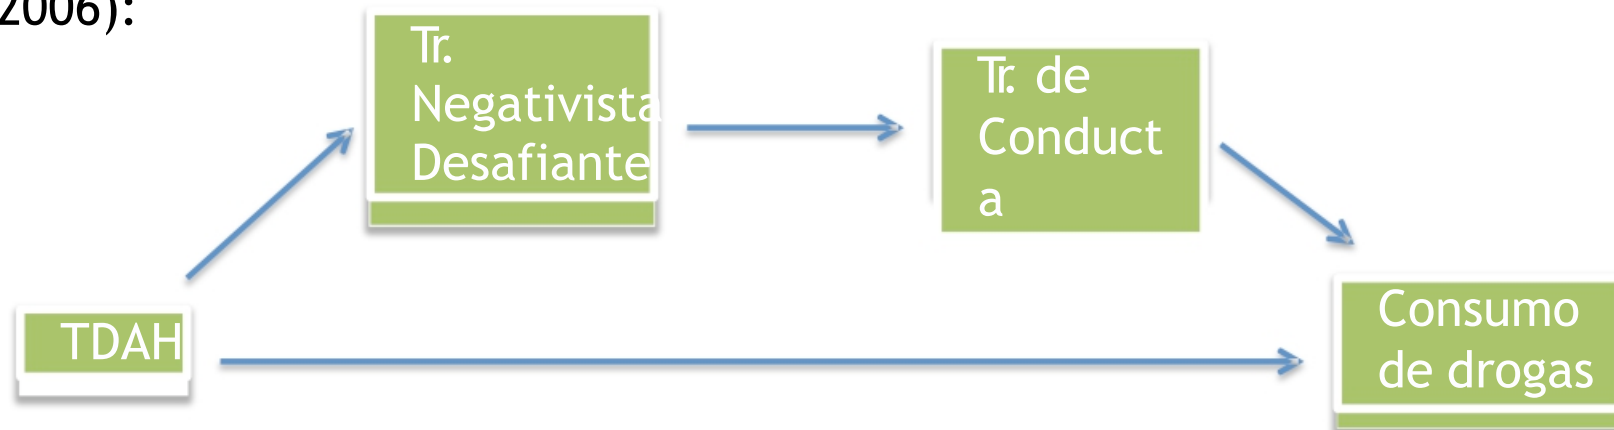 2006):
Tr.
Negativista
Desafiante
Tr. de
Conduct
a
TDAH
Consumo
de drogas